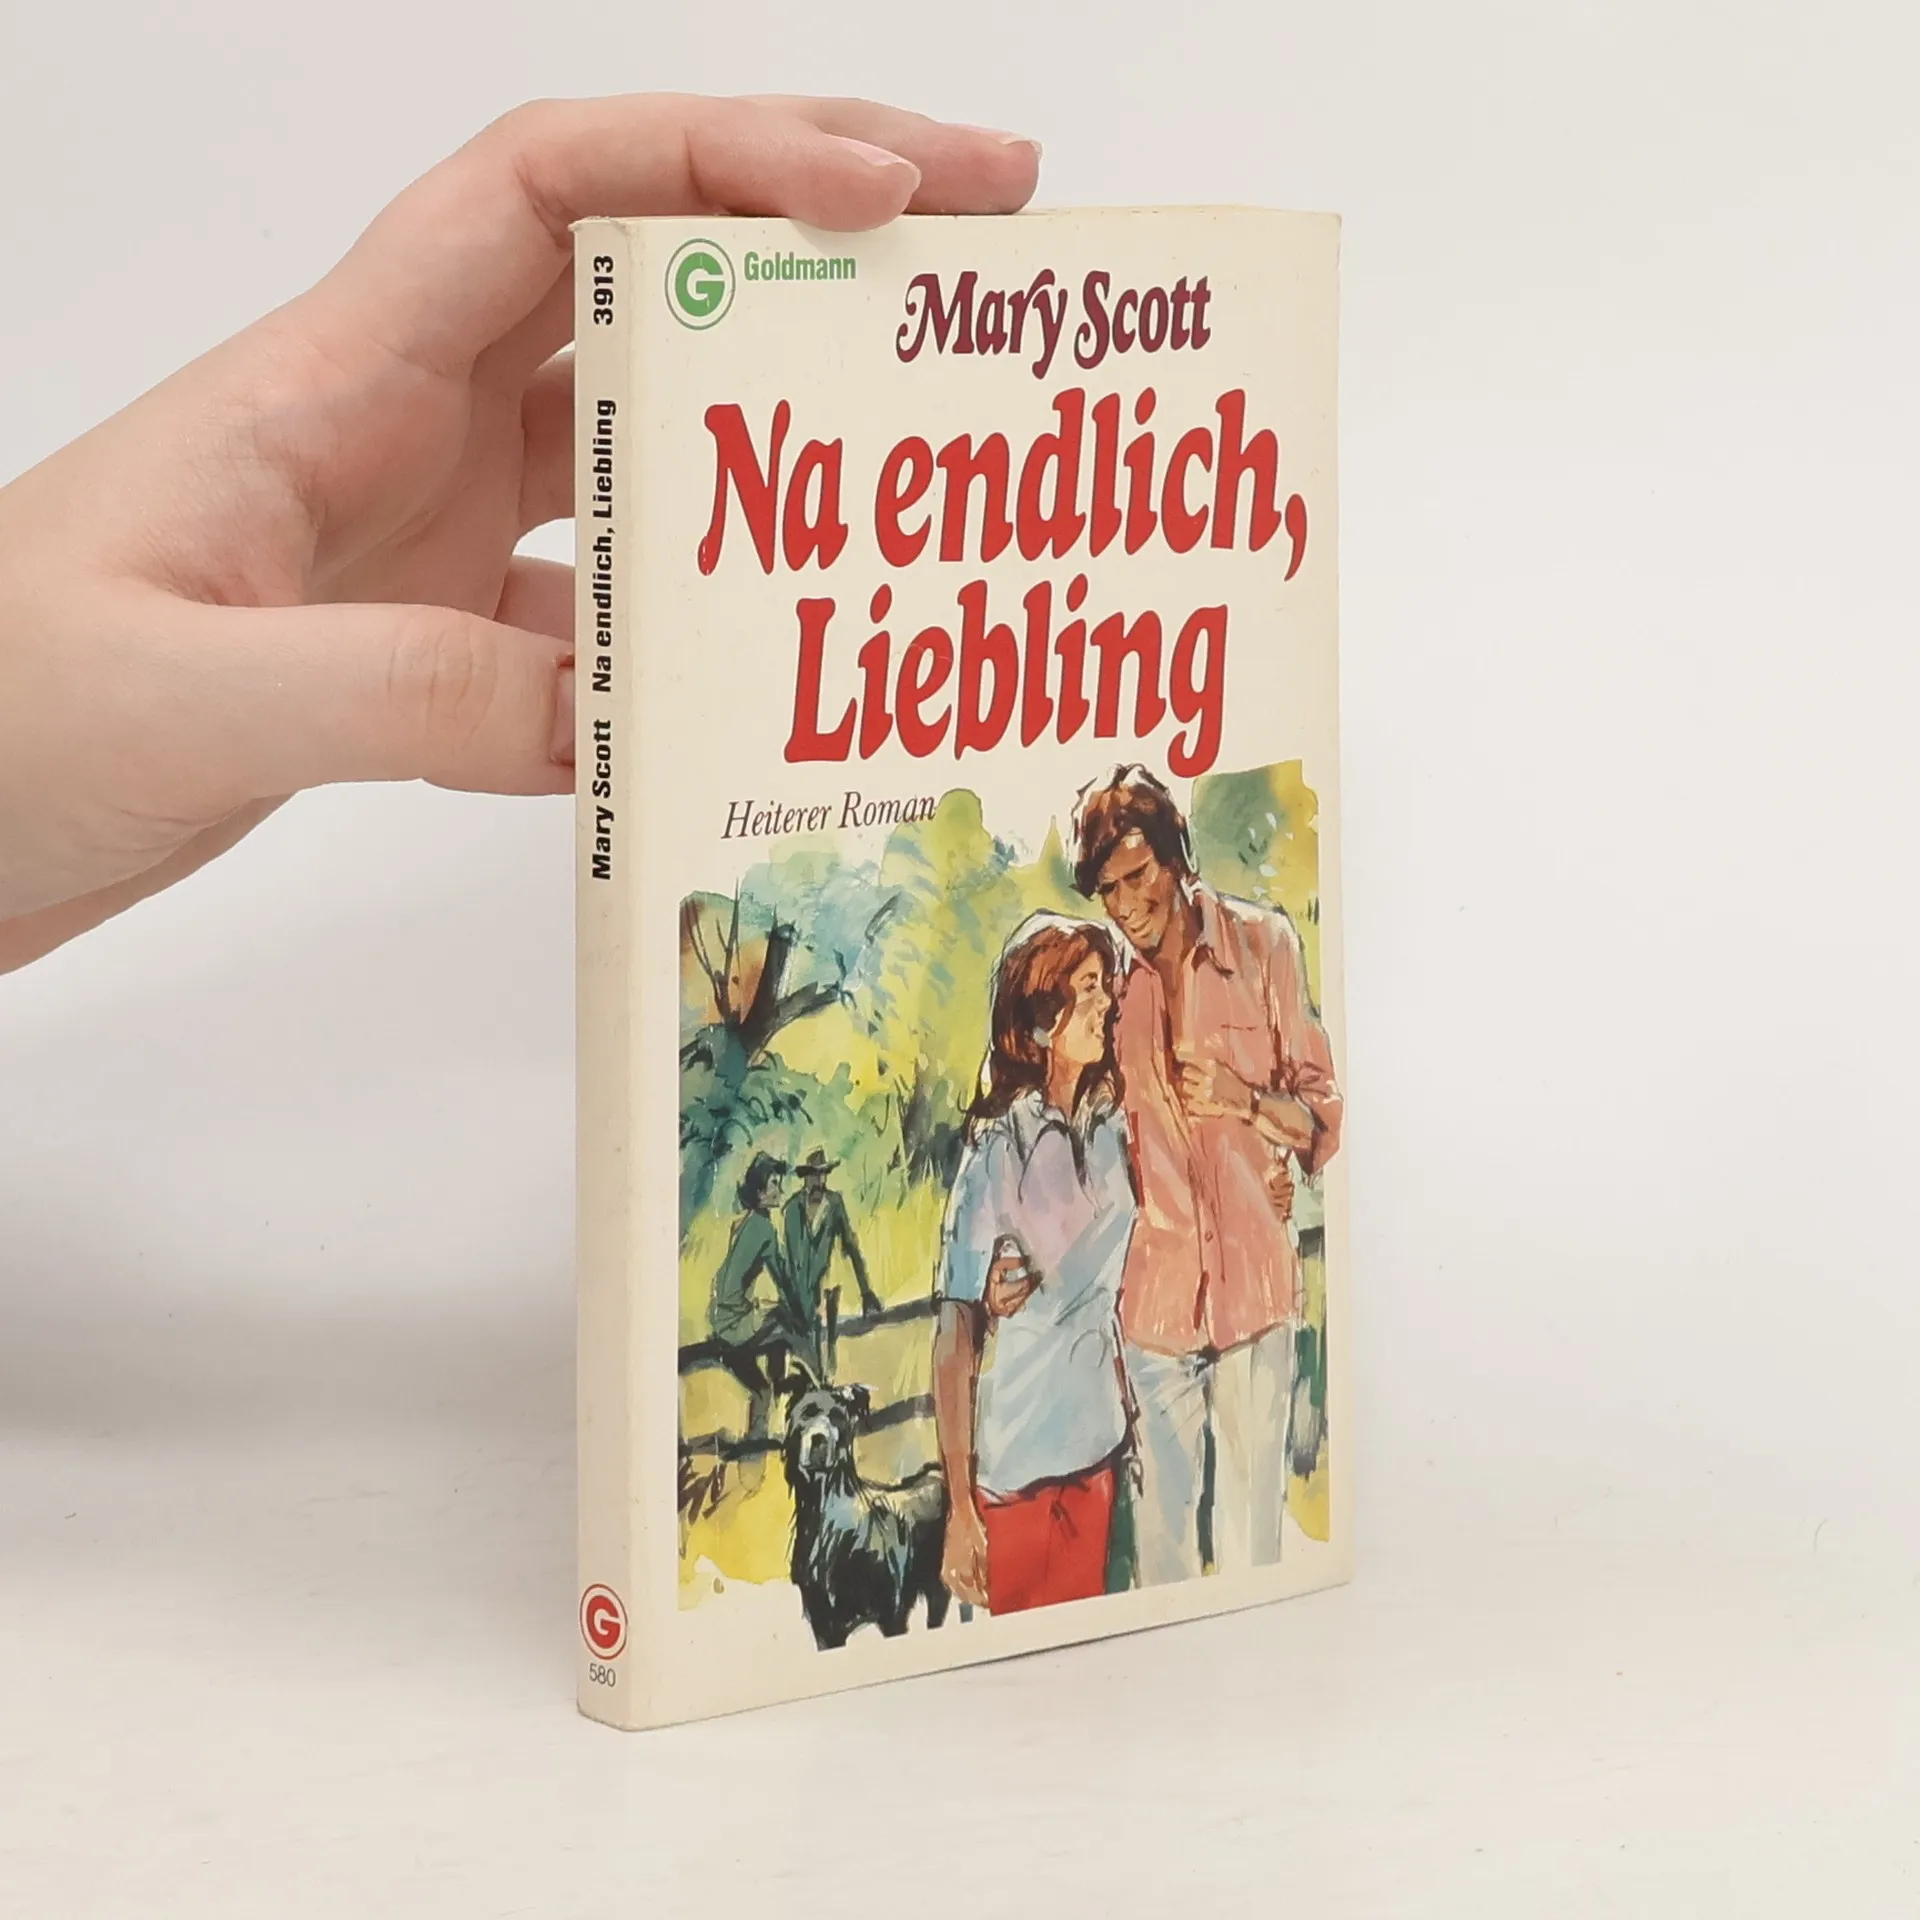 Goldmann
Mary Scott
Na endlich,
Liebling
Heiterer Roman
Mary Scott Na endlich, Liebling 3913
G
580